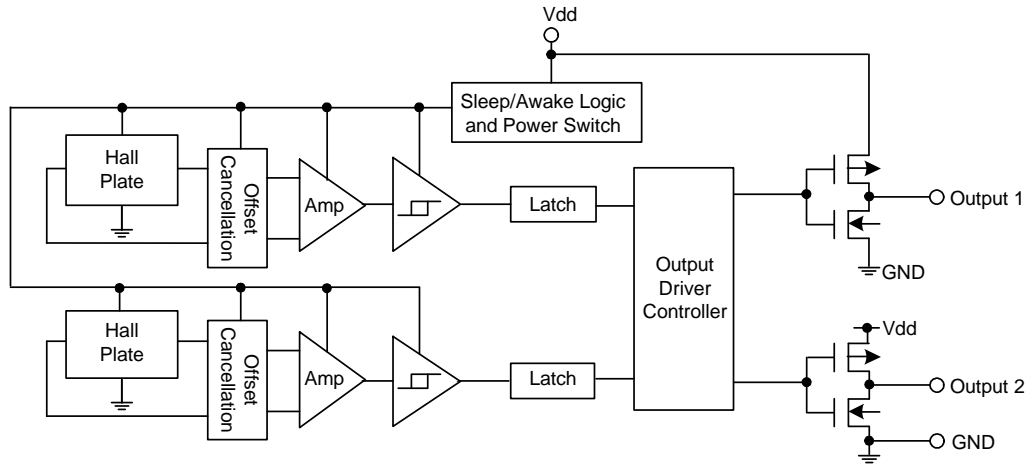 Vdd
Sleep/Awake Logic
and Power Switch
Hall
Plate
Offset
Cancellation
Amp
Latch
Output
Driver
Controller
Output 1
GND
Hall
Plate
Offset
Cancellation
Amp
Latch
Vdd
Output 2
GND